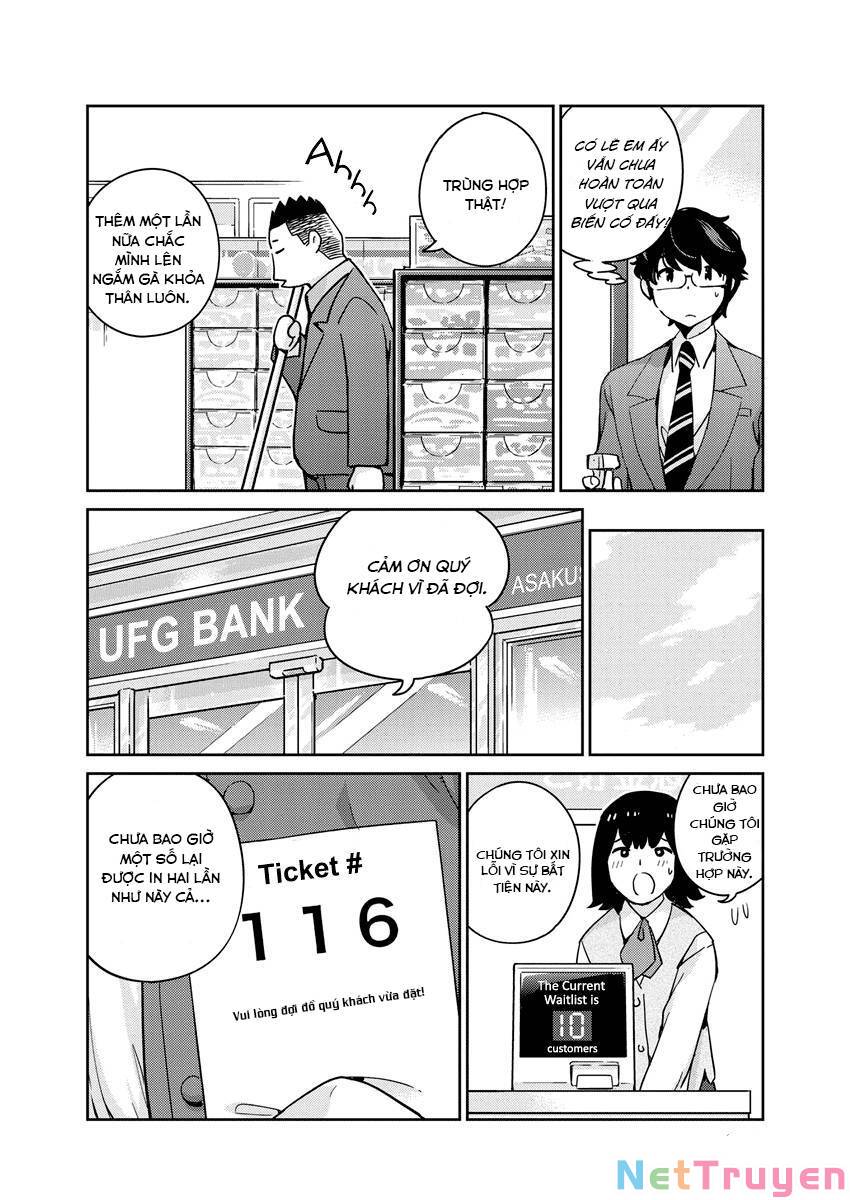 CÓ LẼ EM ẤY
VẪN CHƯA
HOÀN TOÀN
VƯỢT QUA
BIẾN CỐ ĐẤY!
TRÙNG HỢP
THẬT!
Ahhh
THÊM MỘT LẦN
NỮA CHẮC
MÌNH LÊN
NGẮM GÀ KHỎA
THÂN LUÔN.
CẢM ƠN QUÝ
KHÁCH VÌ ĐÃ ĐỢI.
UFG BANK
ASAKUS
CHƯA BAO
GIỜ
CHÚNG TÔI
GẶP
TRƯỜNG
HỢP NÀY.
CHÚNG TÔI XIN
LỖI VÌ SỰ BẤT
TIỆN NÀY.
The Current
Waitlist is
10
customers
CHƯA BAO GIỜ
MỘT SỐ LẠI
ĐƯỢC IN HAI LẦN
NHƯ NÀY CẢ...
Ticket #
116
Vui lòng đợi đồ quý khách vừa đặt!
NetTruyen